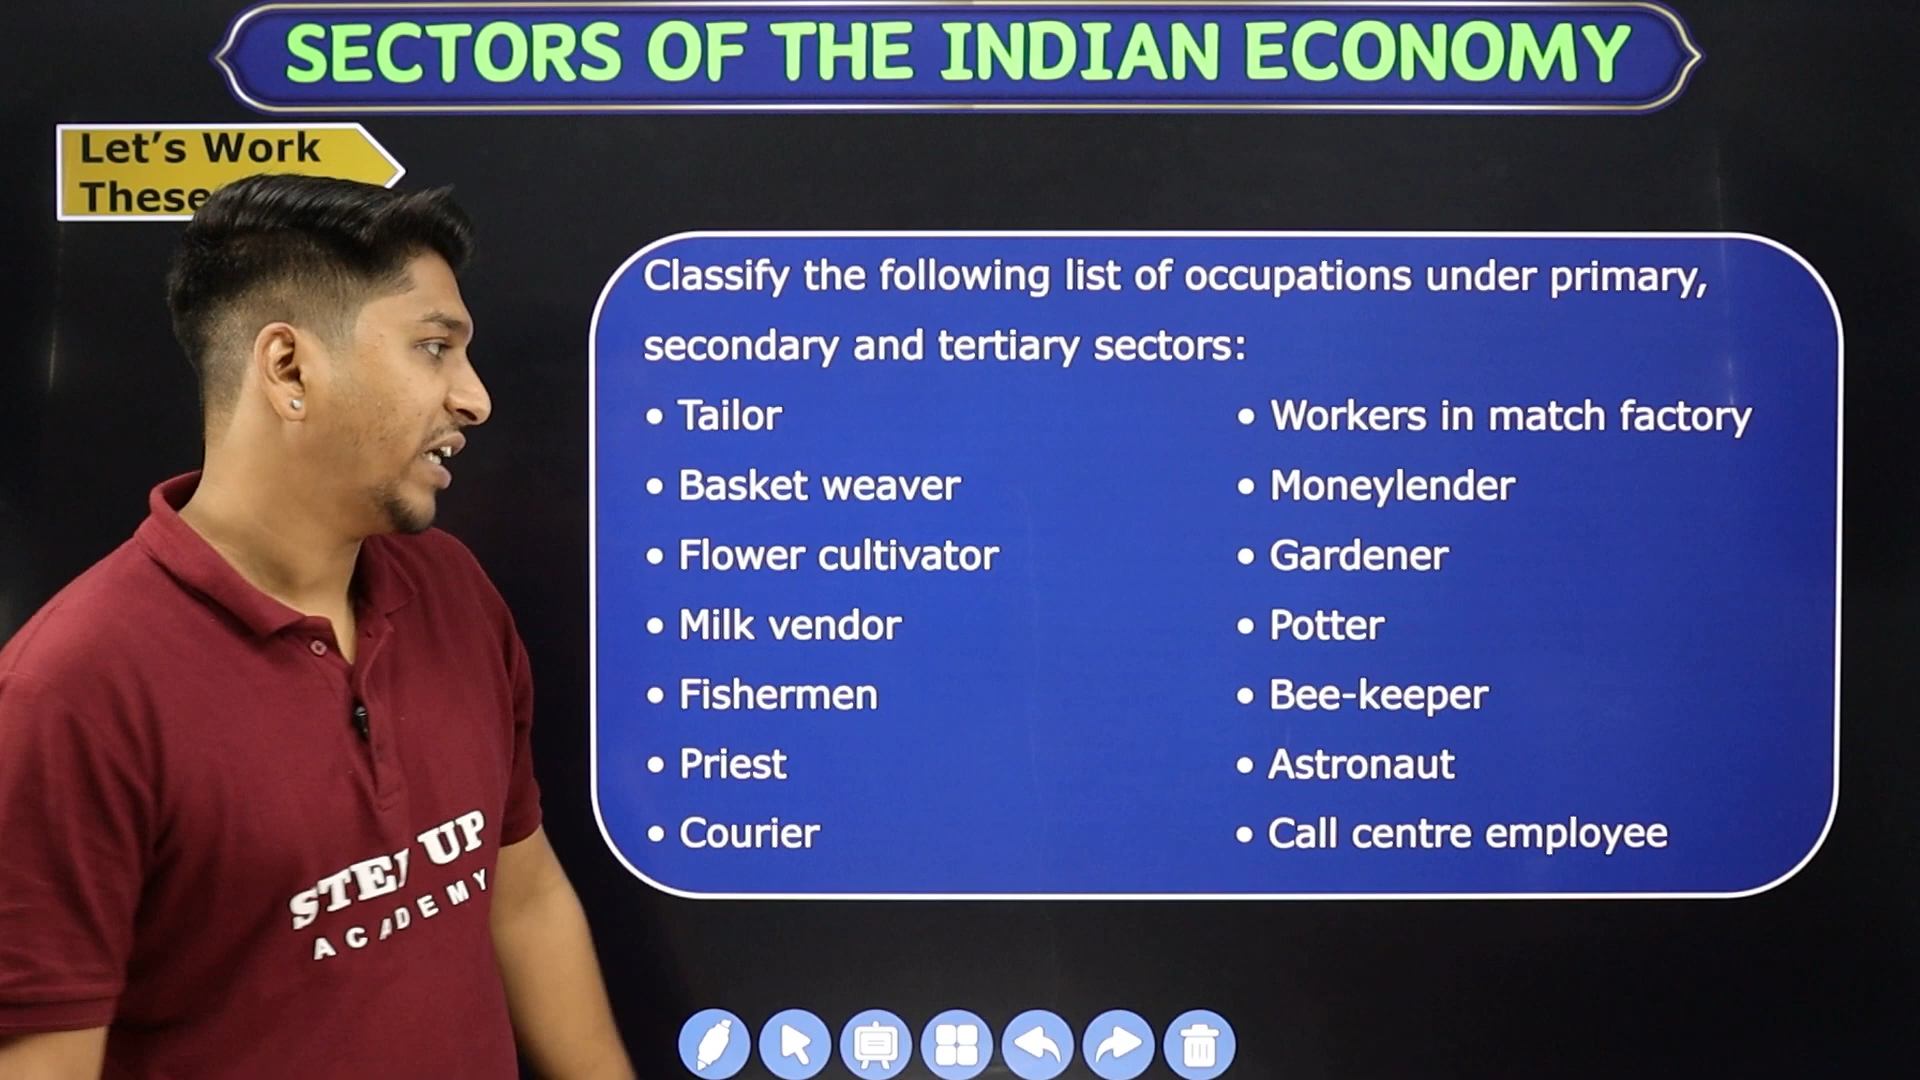 SECTORS OF THE INDIAN ECONOMY
Let's Work
These
Classify the following list of occupations under primary,
secondary and tertiary sectors:
• Tailor
• Basket weaver
• Flower cultivator
• Milk vendor
• Fishermen
• Priest
• Courier
• Workers in match factory
• Moneylender
• Gardener
• Potter
• Bee-keeper
• Astronaut
• Call centre employee
STEP UP
ACADEMY